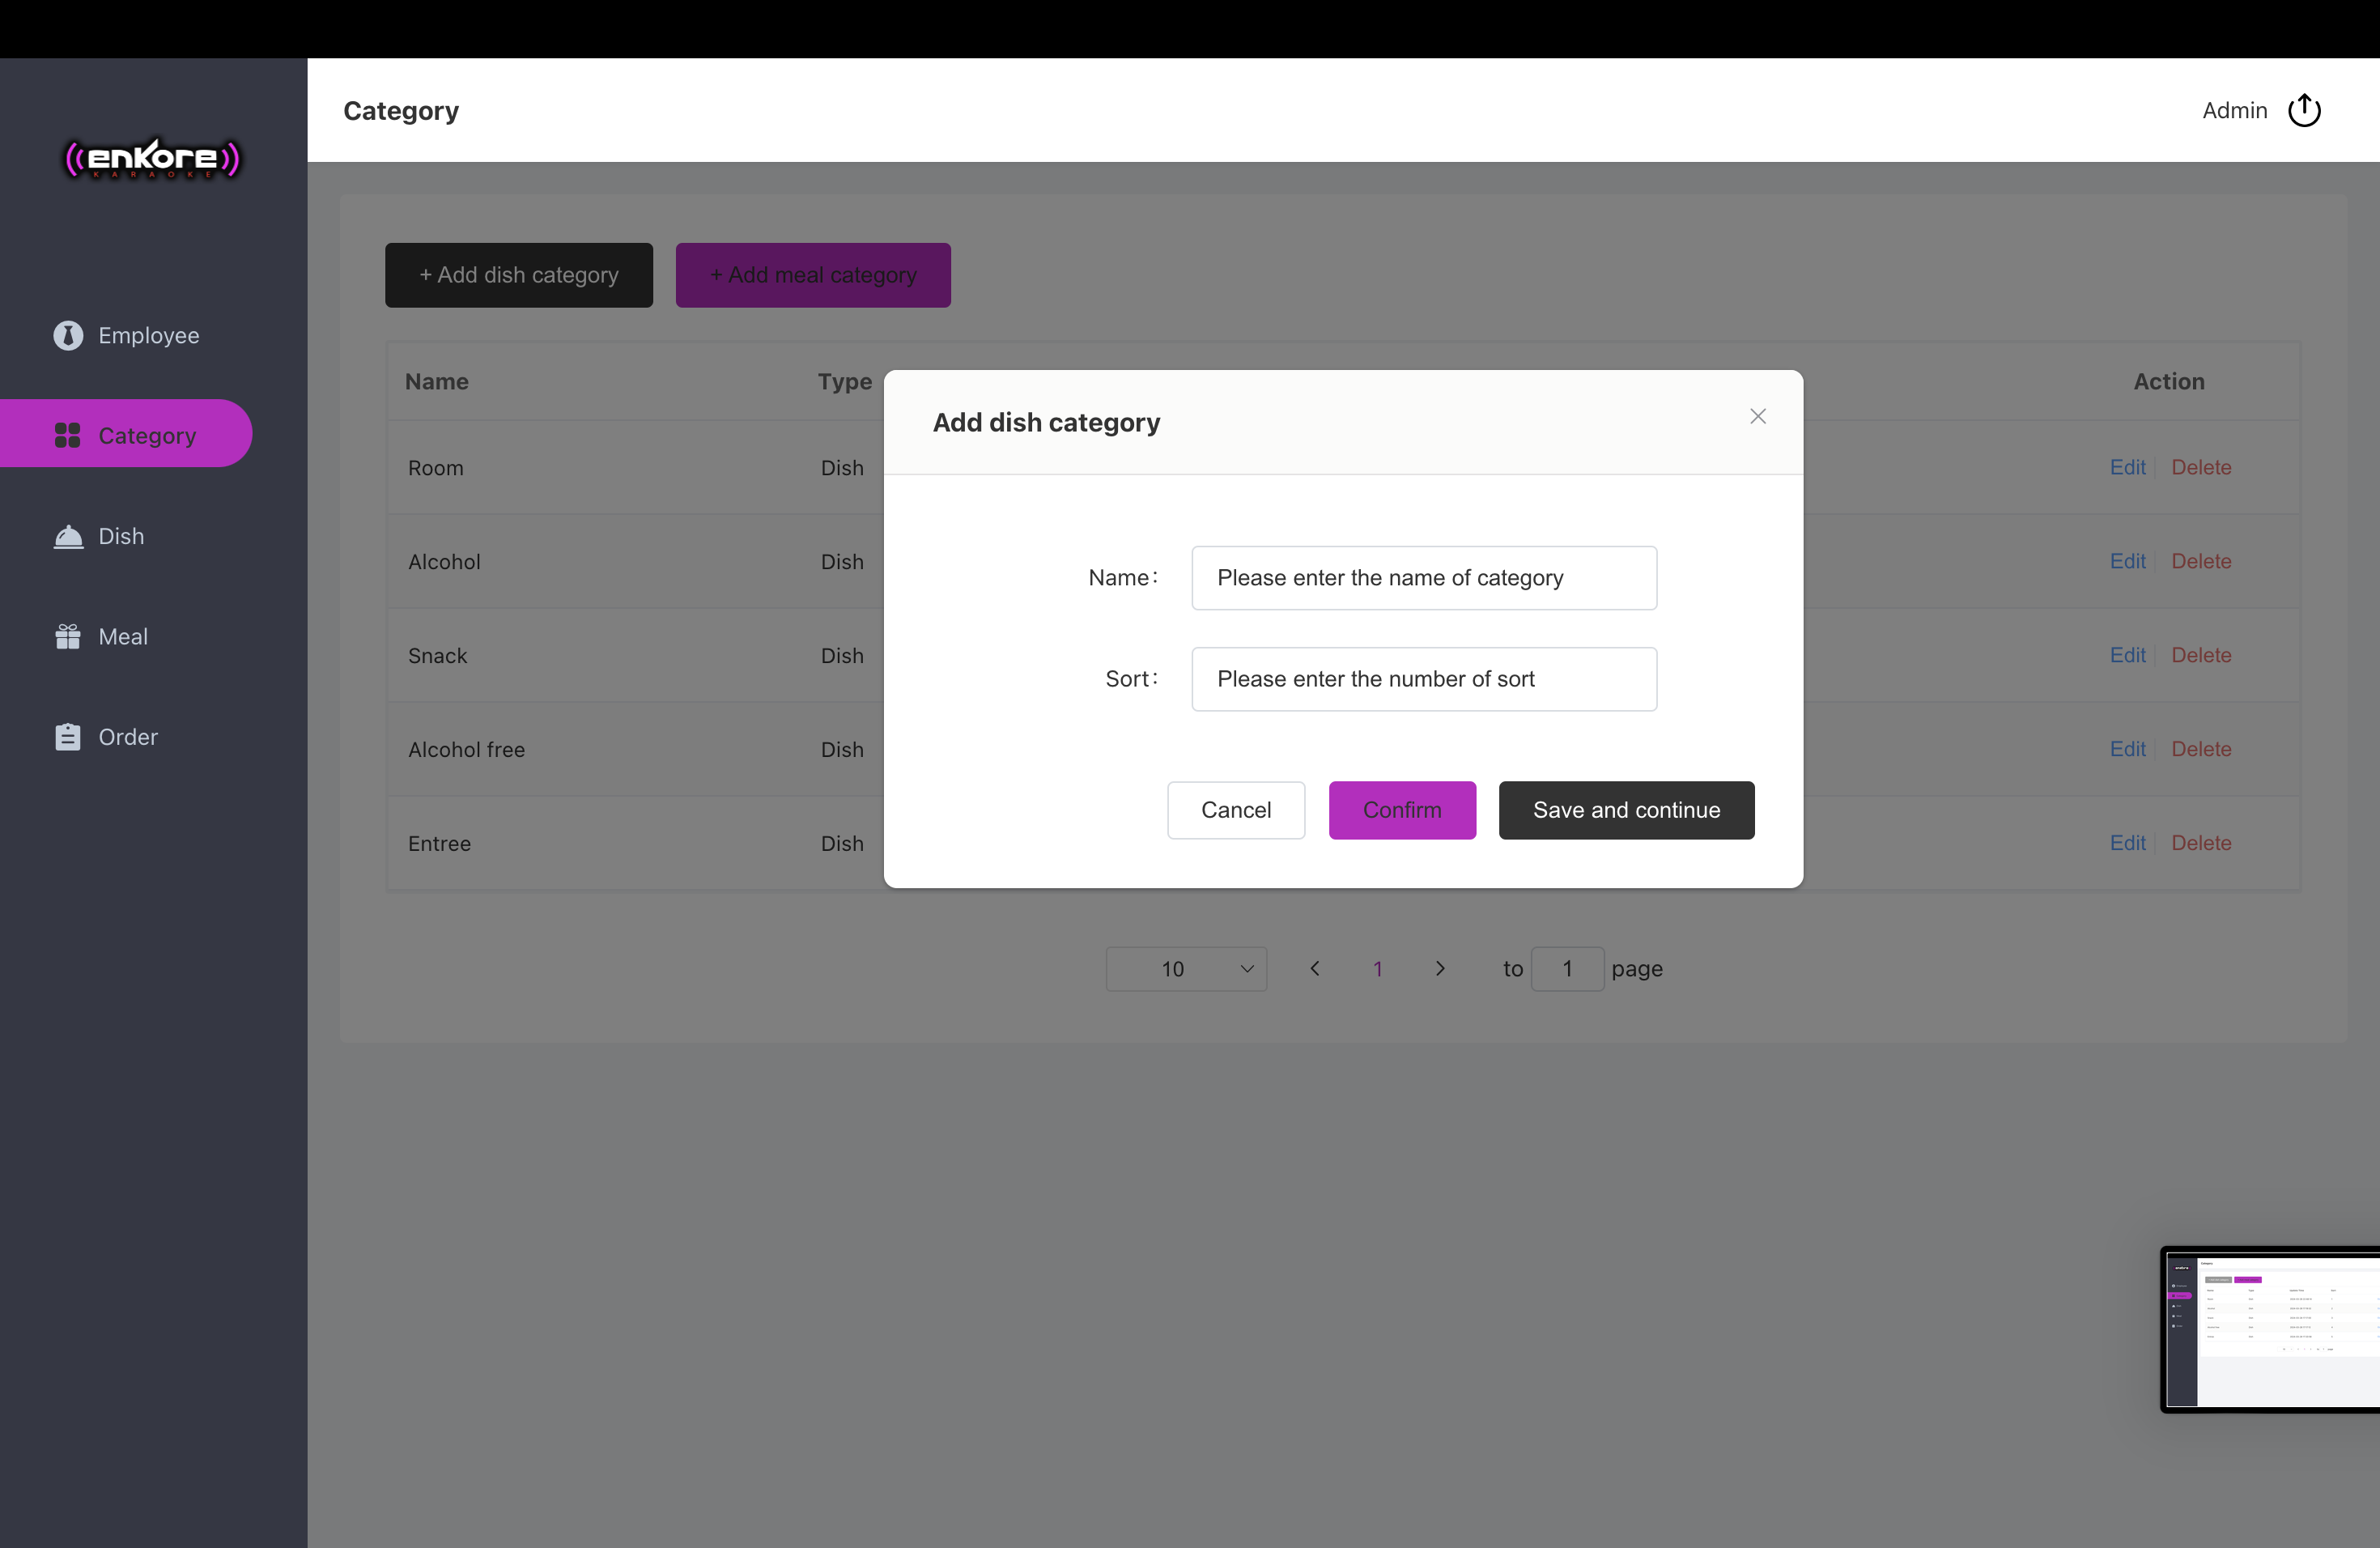 Category
Admin
enKore
KARAOKE
Employee
Category
Dish
Meal
Order
+ Add dish category
+ Add meal category
Name
Type
Action
Room
Dish
Edit
Delete
Alcohol
Dish
Edit
Delete
Snack
Dish
Edit
Delete
Alcohol free
Dish
Edit
Delete
Entree
Dish
Edit
Delete
Add dish category
Name:
Please enter the name of category
Sort:
Please enter the number of sort
Cancel
Confirm
Save and continue
10
1
to 1 page